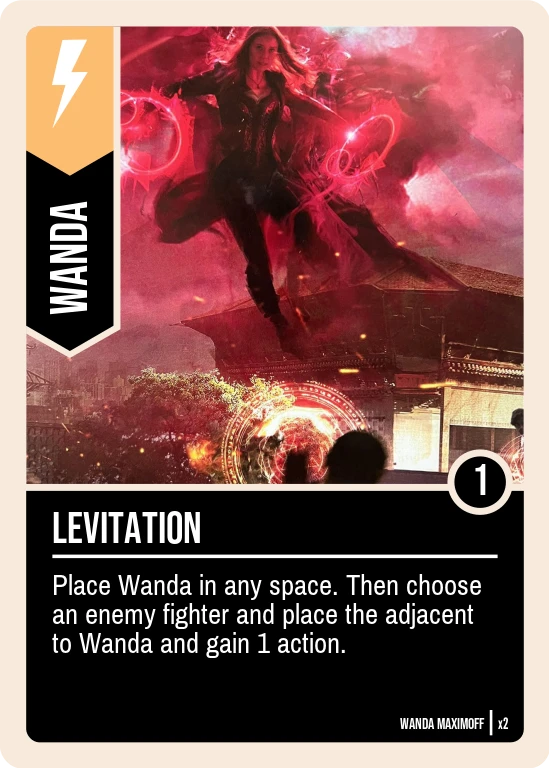 WANDA
1
LEVITATION
Place Wanda in any space. Then choose
an enemy fighter and place the adjacent
to Wanda and gain 1 action.
WANDA MAXIMOFF x2